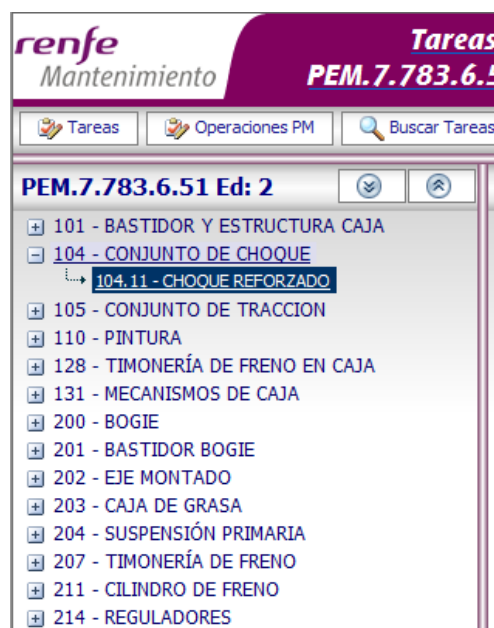 renfe
Mantenimiento
Tareas
PEM.7.783.6.5
Tareas
Operaciones PM
Buscar Tareas
PEM.7.783.6.51 Ed: 2
101 - BASTIDOR Y ESTRUCTURA CAJA
104 - CONJUNTO DE CHOQUE
104.11 - CHOQUE REFORZADO
105 - CONJUNTO DE TRACCION
110 - PINTURA
128 - TIMONERÍA DE FRENO EN CAJA
131 - MECANISMOS DE CAJA
200 - BOGIE
201 - BASTIDOR BOGIE
202 - EJE MONTADO
203 - CAJA DE GRASA
204 - SUSPENSIÓN PRIMARIA
207 - TIMONERÍA DE FRENO
211 - CILINDRO DE FRENO
214 - REGULADORES